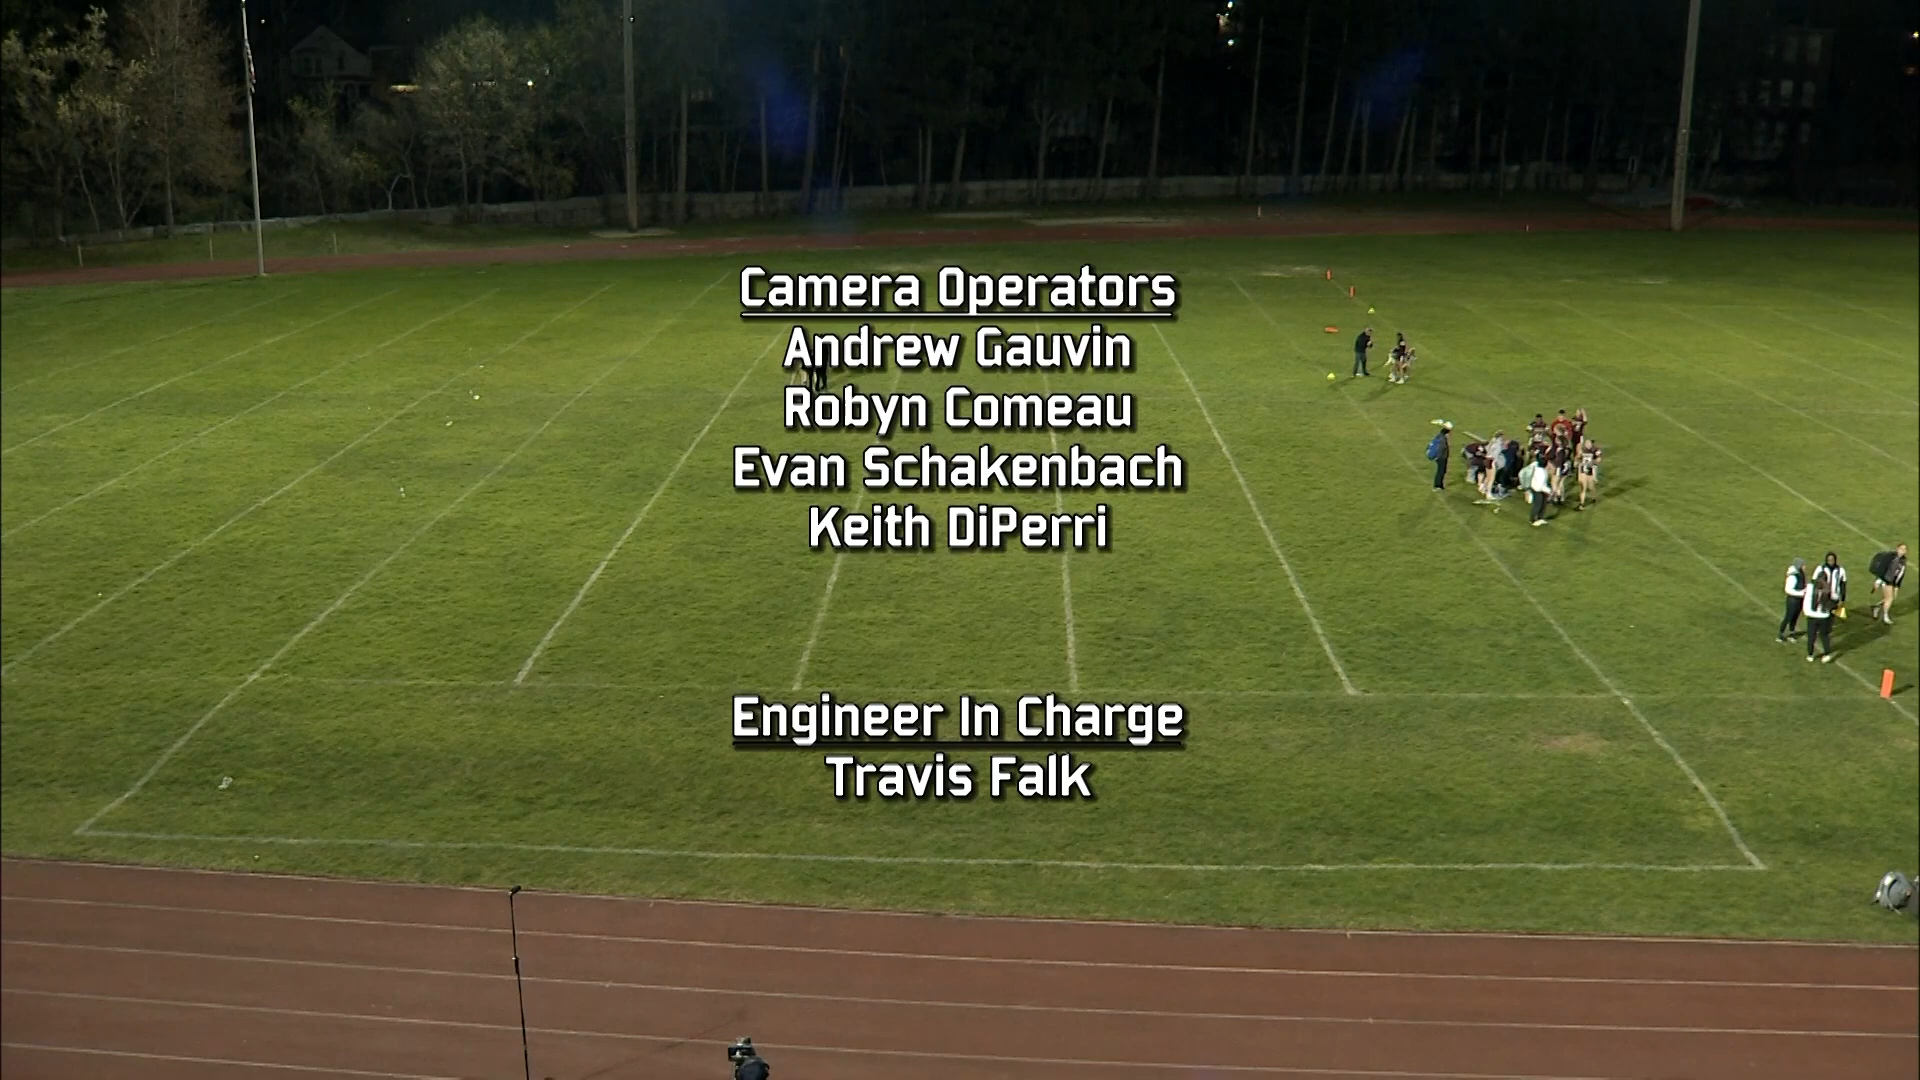 Camera Operators
Andrew Gauvin
Robyn Comeau
Evan Schakenbach
Keith DiPerri
Engineer In Charge
Travis Falk